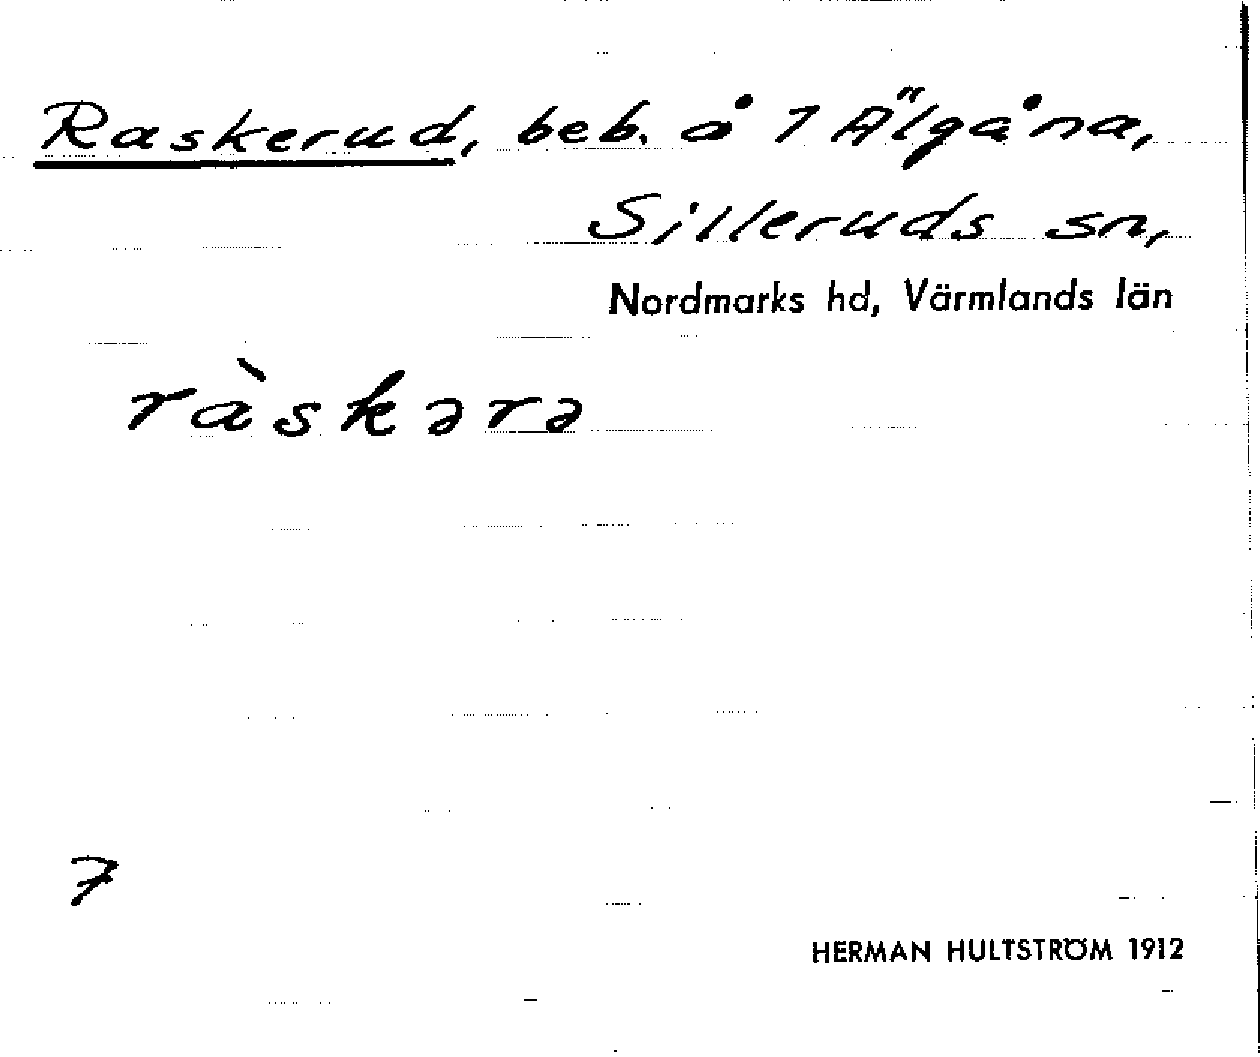 Raskerud, beb. å 1 Älgåna,
Silleruds sn,
Nordmarks hd, Värmlands län
ràskərə
7
HERMAN HULTSTRÖM 1912